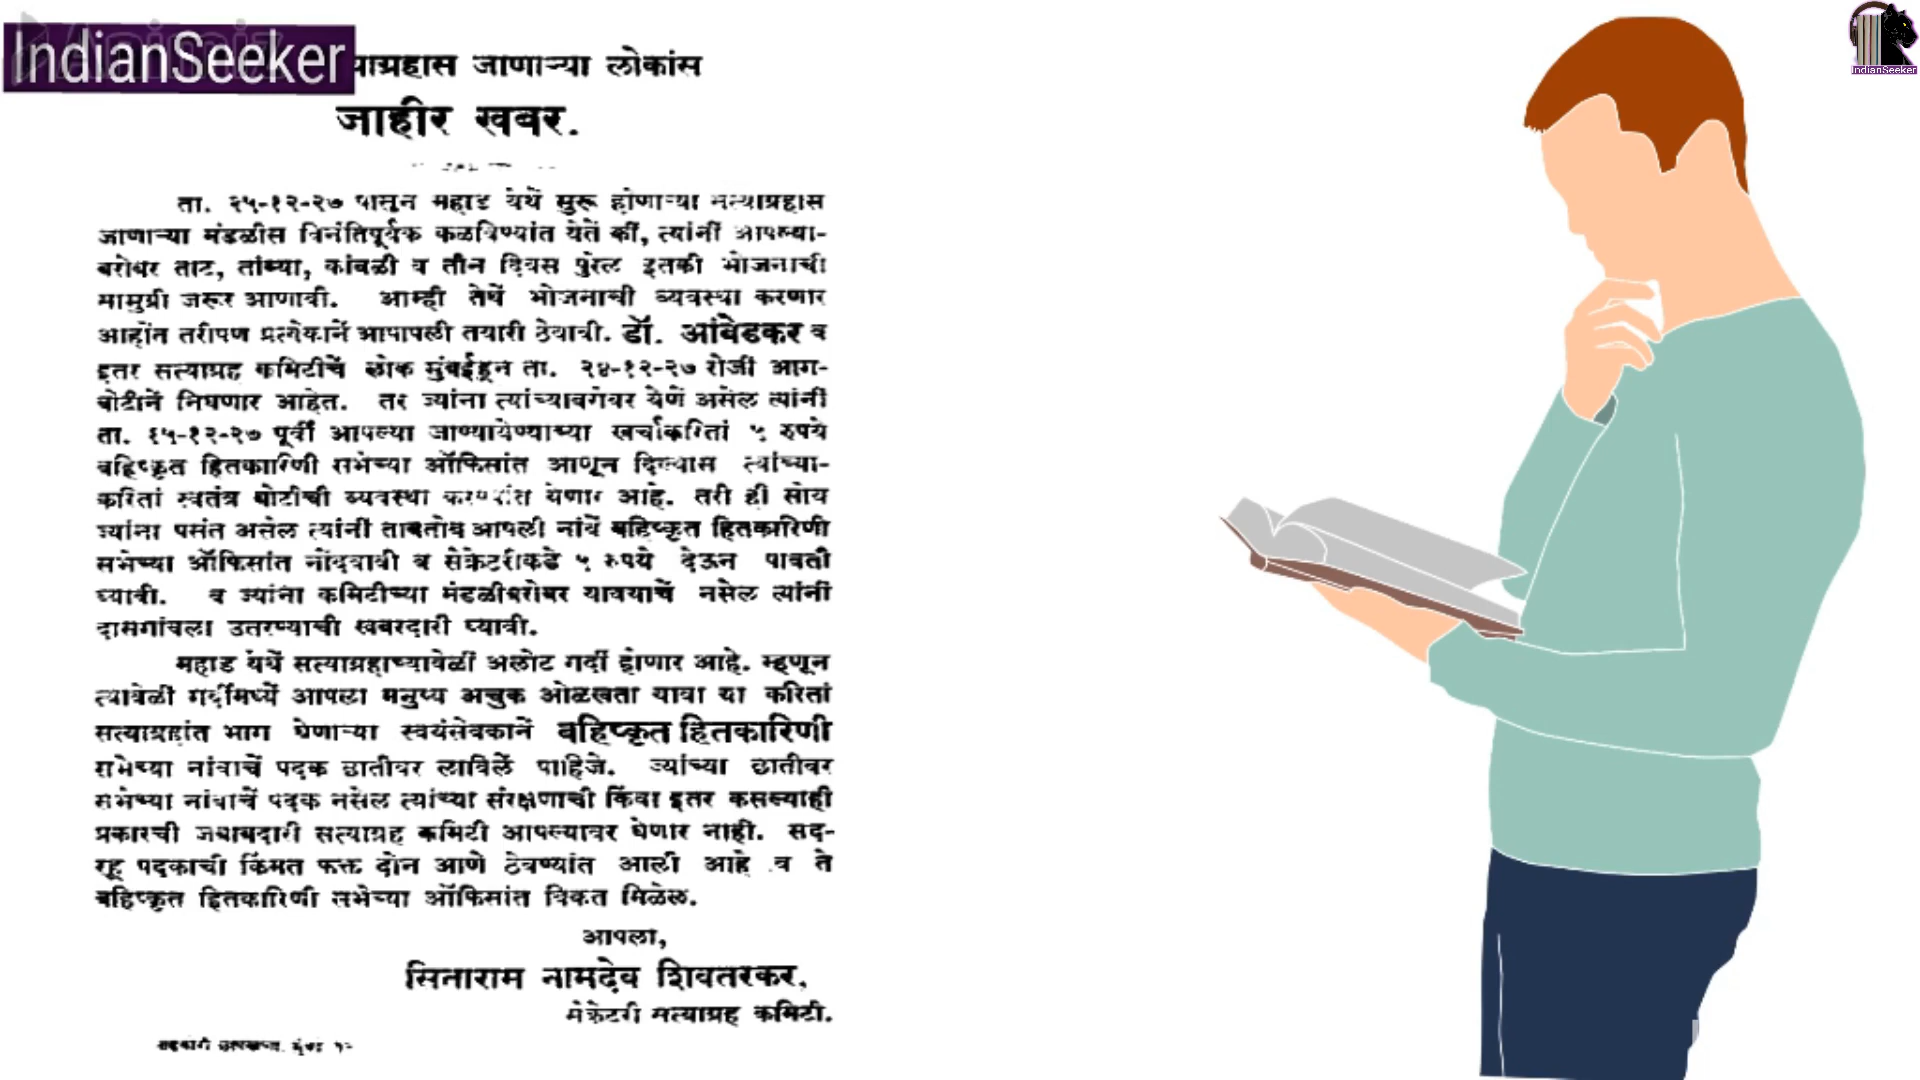 IndianSeeker
IndianSeeker
जाणाऱ्या लोकांस
जाहीर खबर.
ता. २५-१२-२७ पासून महाड येथें सुरू होणाऱ्या सत्याग्रहास
जाणाऱ्या मंडळीस विनंतिपूर्वक कळविण्यांत येतें कीं, त्यांनीं आपल्या-
बरोबर ताट, तांब्या, कांबळी व तीन दिवस पुरेल इतकी भोजनाची
सामुग्री जरूर आणावी. आम्ही तेथें भोजनाची व्यवस्था करणार
आहोंत तरीपण प्रत्येकानें आपापली तयारी ठेवावी. डॉ. आंबेडकर व
इतर सत्याग्रह कमिटीचें लोक मुंबईहून ता. २४-१२-२७ रोजीं आग-
बोटीनें निघणार आहेत. तर ज्यांना त्यांच्याबरोबर येणें असेल त्यांनीं
ता. १५-१२-२७ पूर्वी आपल्या जाण्यायेण्याच्या खर्चाकरितां ५ रुपये
बहिष्कृत हितकारिणी सभेच्या ऑफिसांत आणून दिल्यास त्यांच्या-
करितां स्वतंत्र बोटीची व्यवस्था करण्यांत येणार आहे. तरी ही सोय
ज्यांना पसंत असेल त्यांनीं ताबतोब आपली नांवें बहिष्कृत हितकारिणी
सभेच्या ऑफिसांत नोंदवावी व सेक्रेटरीकडे ५ रुपये देऊन पावती
घ्यावी. व ज्यांना कमिटीच्या मंडळीबरोबर यावयाचें नसेल त्यांनीं
दासगांवला उतरण्याची खबरदारी घ्यावी.
महाड येथें सत्याग्रहाच्यावेळीं अलोट गर्दी होणार आहे. म्हणून
त्यावेळीं गर्दीमध्यें आपला मनुष्य अचुक ओळखता यावा या करितां
सत्याग्रहांत भाग घेणाऱ्या स्वयंसेवकानें बहिष्कृत हितकारिणी
सभेच्या नांवाचें पदक छातीवर लाविलें पाहिजे. ज्यांच्या छातीवर
सभेच्या नांवाचें पदक नसेल त्यांच्या संरक्षणाची किंवा इतर कसल्याही
प्रकारची जबाबदारी सत्याग्रह कमिटी आपल्यावर घेणार नाहीं. सद-
रहू पदकाची किंमत फक्त दोन आणे ठेवण्यांत आली आहे व ते
बहिष्कृत हितकारिणी सभेच्या ऑफिसांत विकत मिळेल.
आपला,
सिताराम नामदेव शिवतरकर,
सेक्रेटरी सत्याग्रह कमिटी.